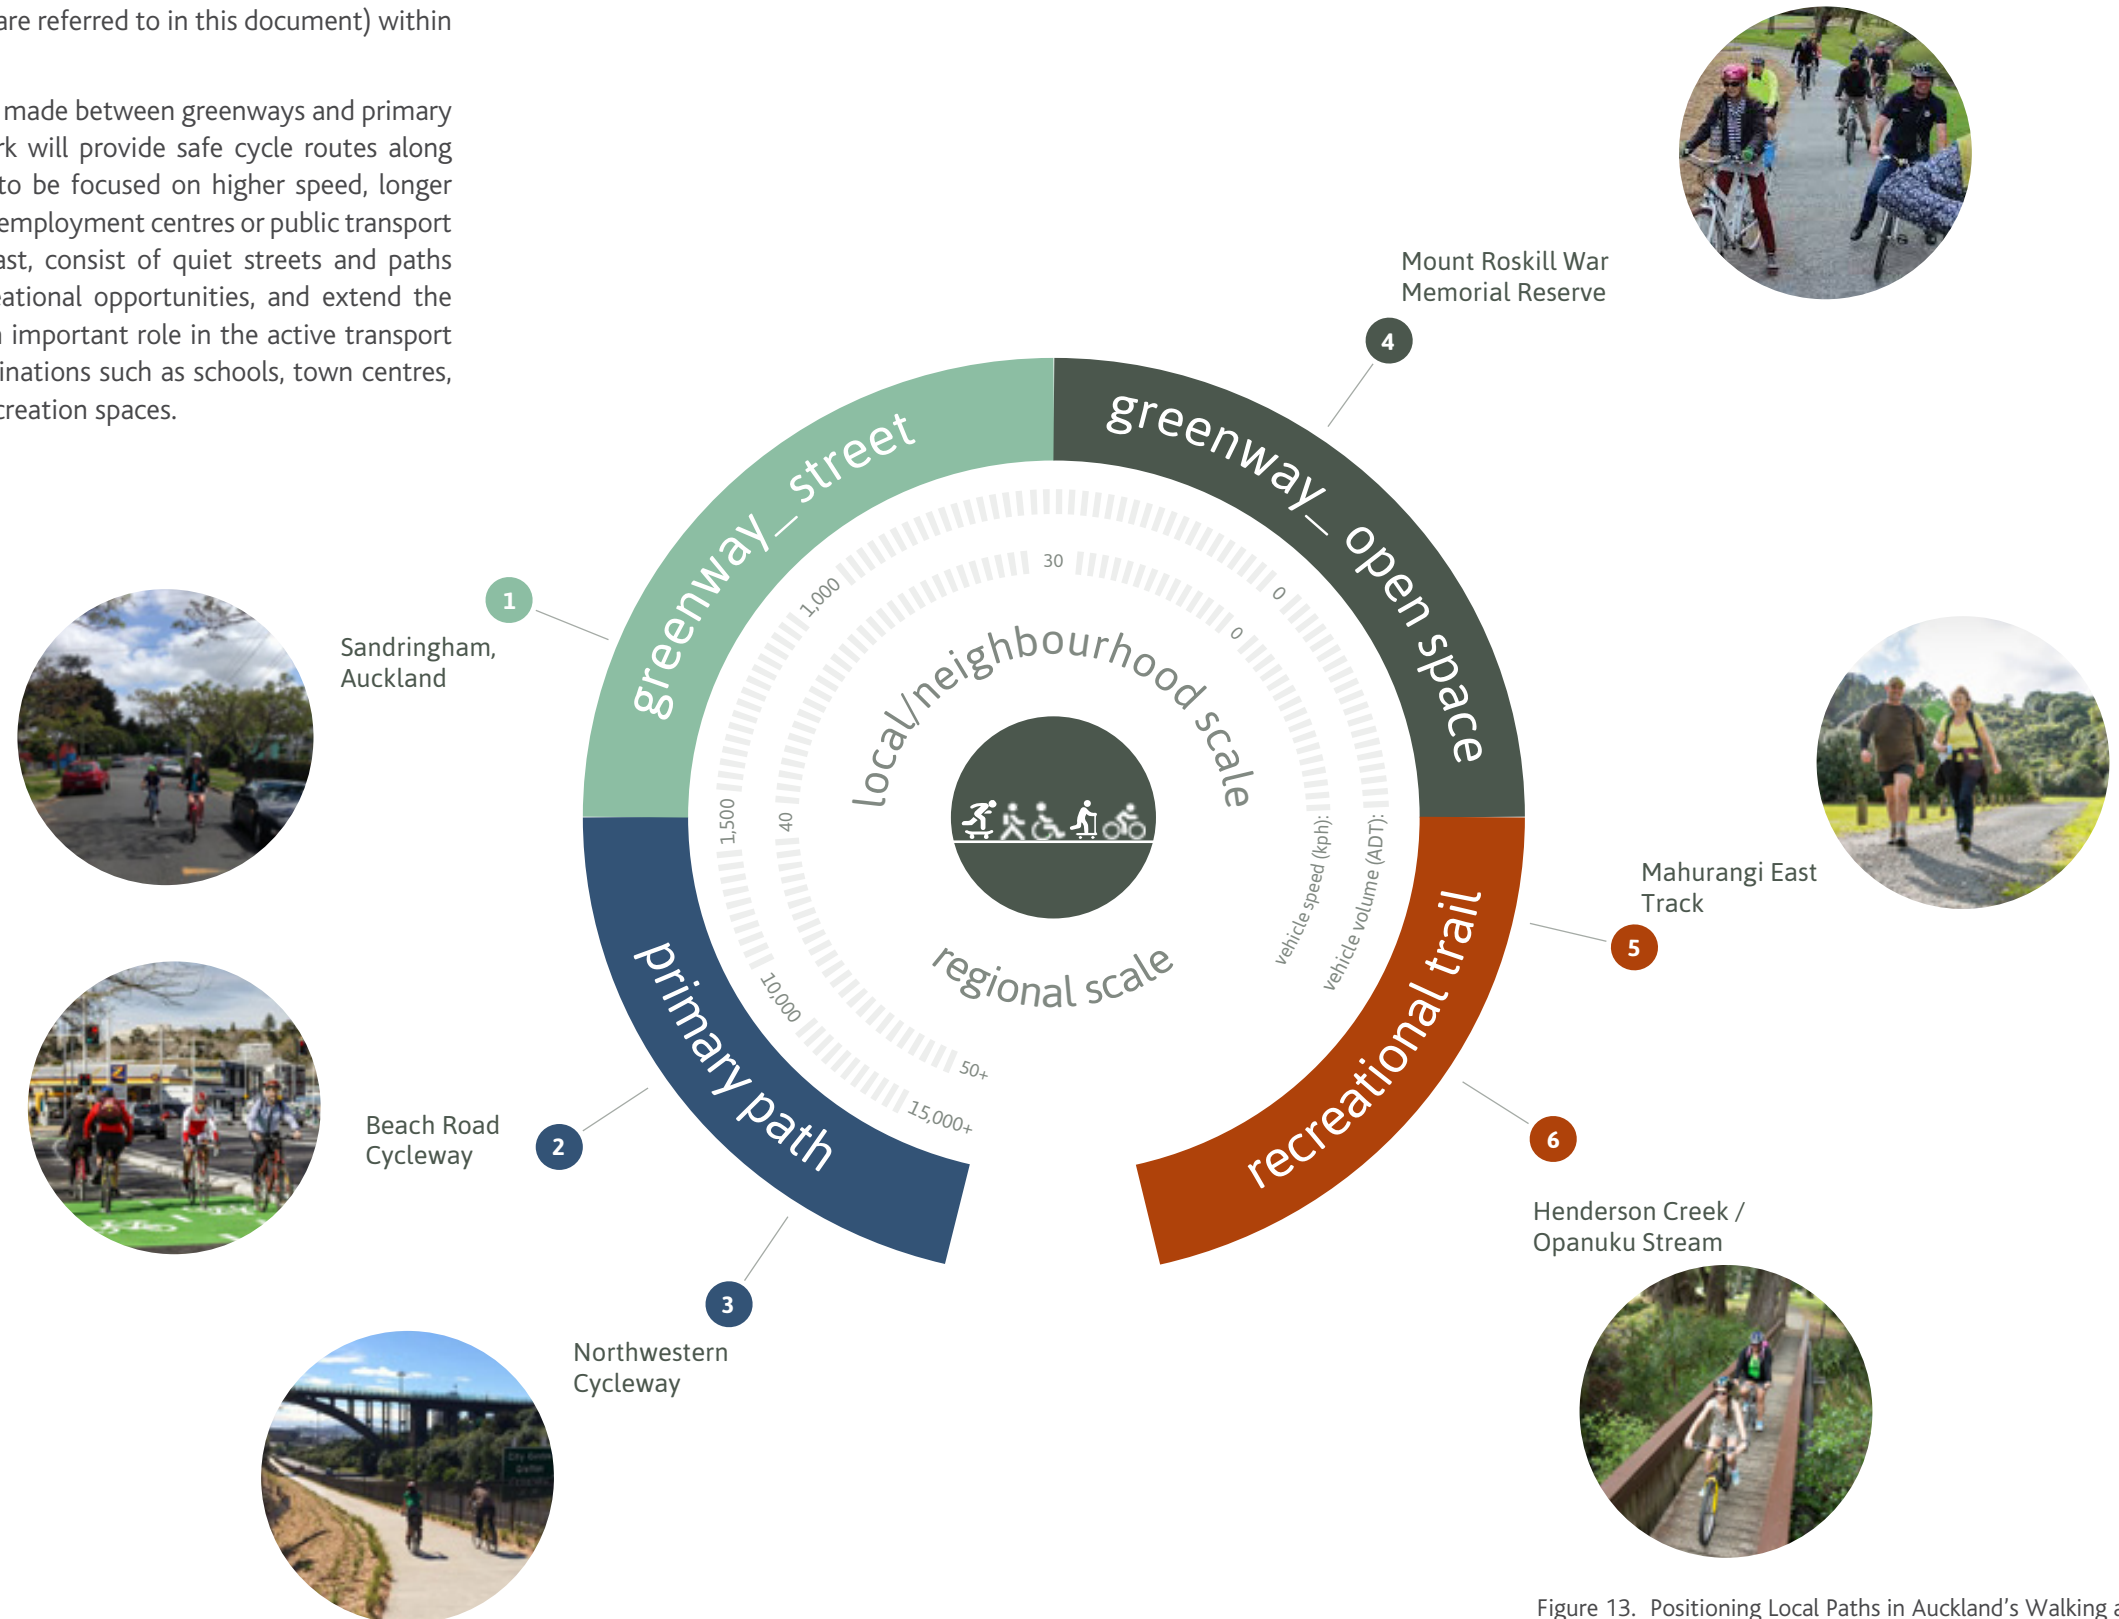 are referred to in this document) within
made between greenways and primary
rk will provide safe cycle routes along
to be focused on higher speed, longer
employment centres or public transport
ast, consist of quiet streets and paths
eational opportunities, and extend the
important role in the active transport
inations such as schools, town centres,
creation spaces.
Mount Roskill War
Memorial Reserve
4
greenway_ street
greenway_ open space
1
Sandringham,
Auckland
1,000
30
0
0
local/neighbourhood scale
1,500
40
vehicle speed (kph):
vehicle volume (ADT):
Mahurangi East
Track
5
primary path
recreational trail
regional scale
10,000
50+
15,000+
Beach Road
Cycleway
2
6
Henderson Creek /
Opanuku Stream
3
Northwestern
Cycleway
Figure 13. Positioning Local Paths in Auckland's Walking a